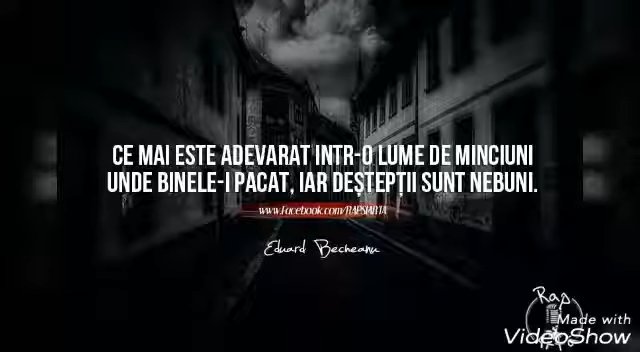 CE MAI ESTE ADEVARAT INTR-O LUME DE MINCIUNI
UNDE BINELE-I PACAT, IAR DEȘTEPȚII SUNT NEBUNI.
Eduard Becheanu
Rap
Made with
VideoShow